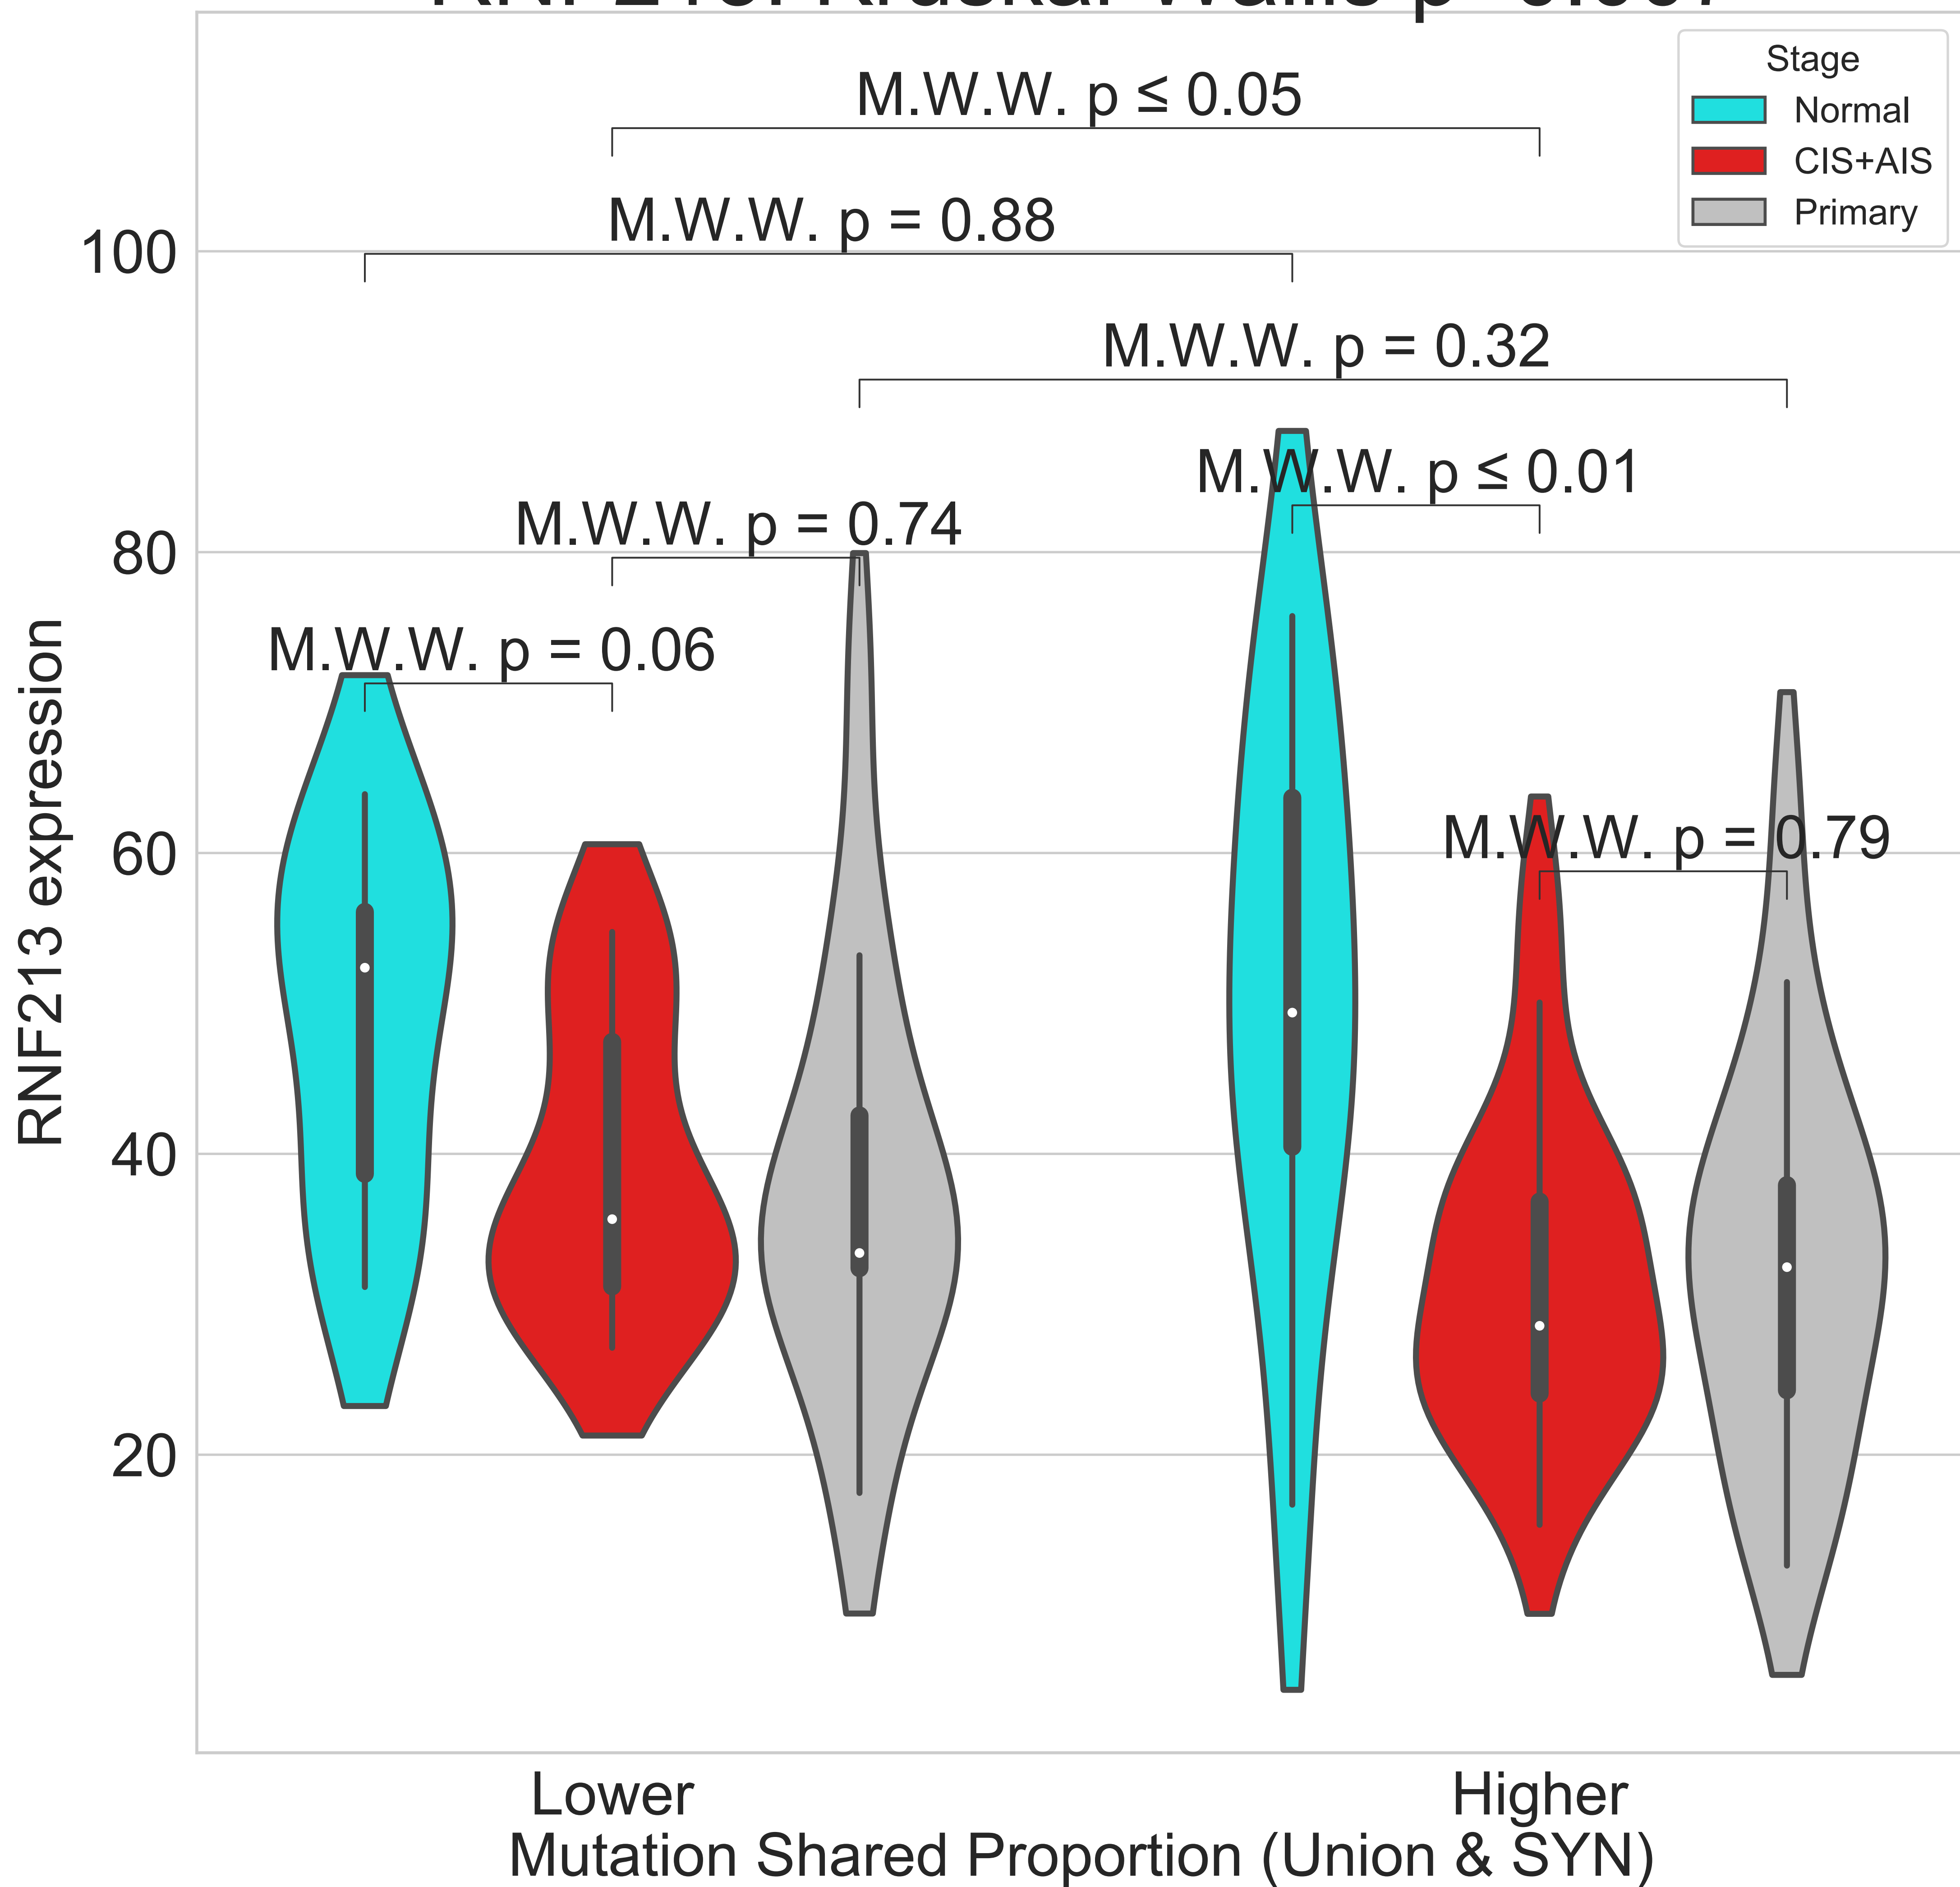 Stage
Normal
CIS+AIS
Primary
M.W.W. p ≤ 0.05
M.W.W. p = 0.88
M.W.W. p = 0.32
M.W.W. p ≤ 0.01
M.W.W. p = 0.74
M.W.W. p = 0.06
M.W.W. p = 0.79
100
80
60
40
20
RNF213 expression
Lower
Higher
Mutation Shared Proportion (Union & SYN)